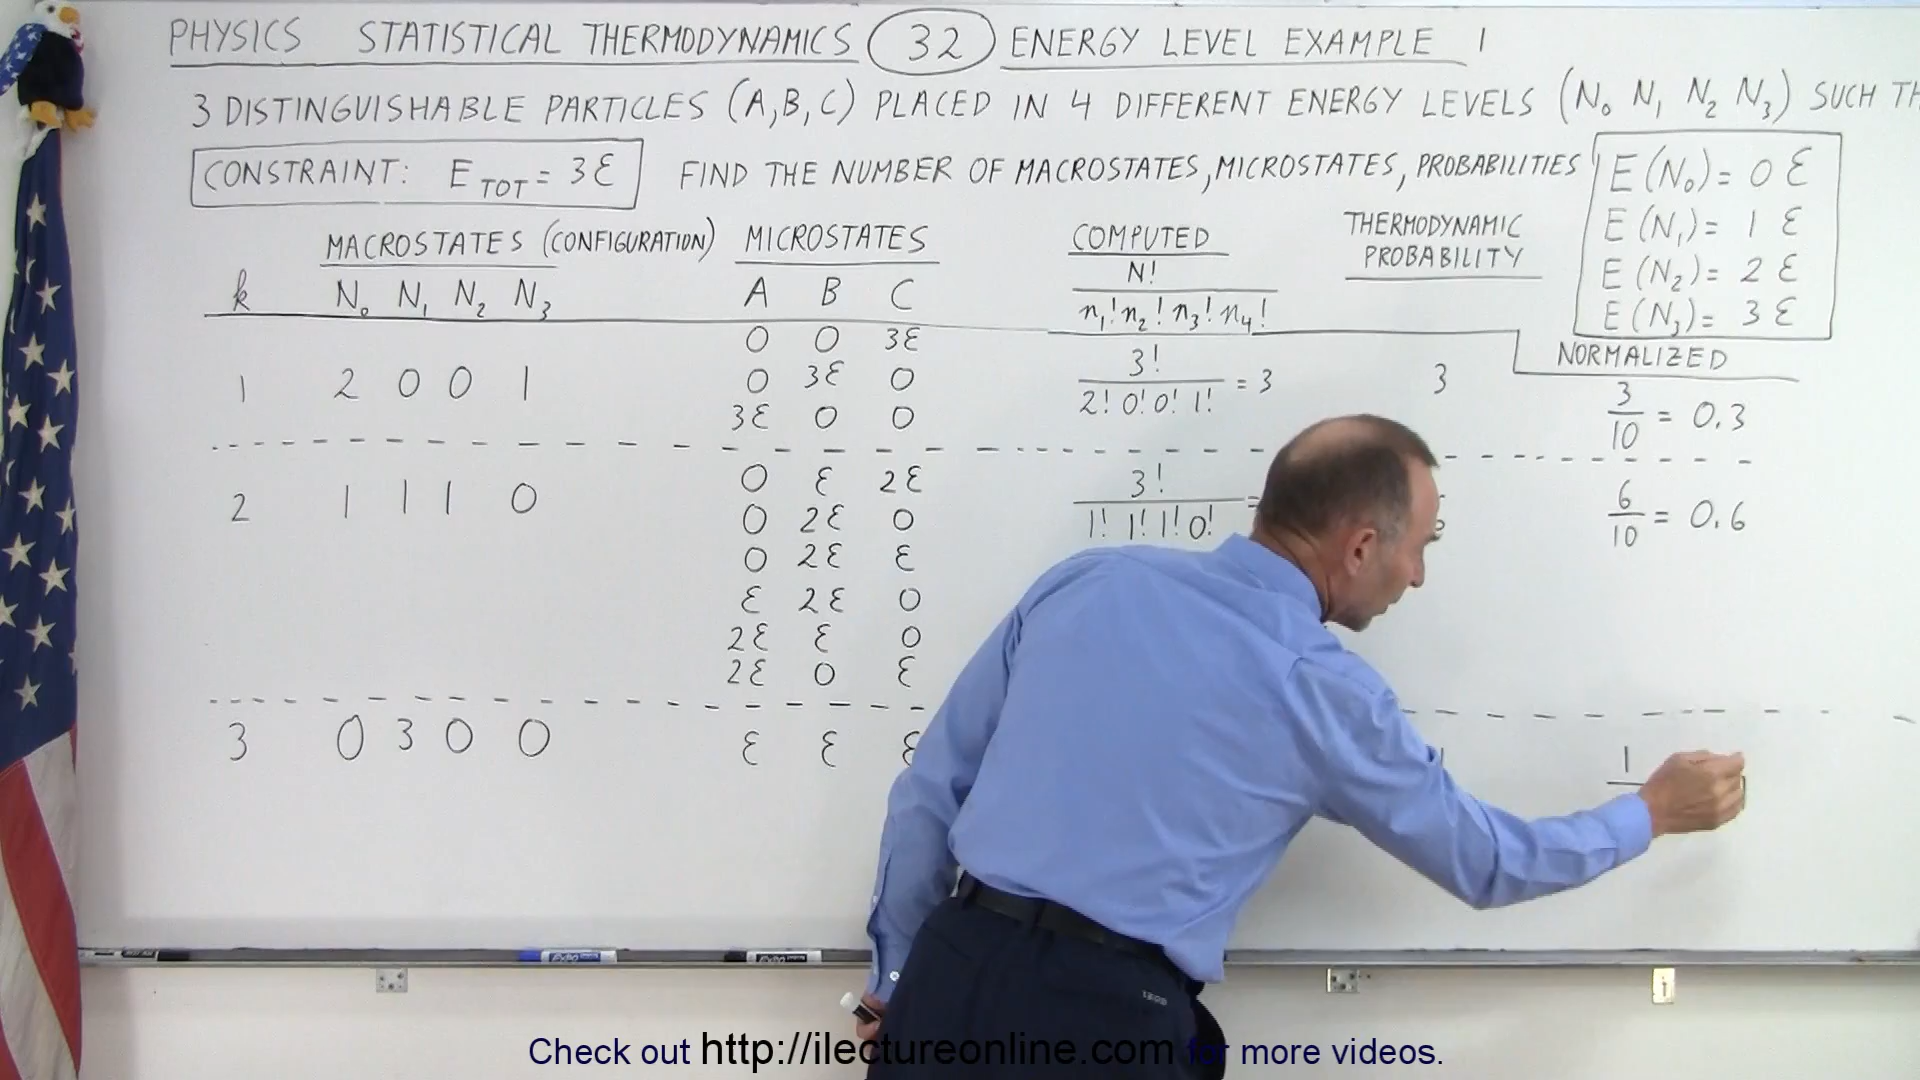 PHYSICS STATISTICAL THERMODYNAMICS 32 ENERGY LEVEL EXAMPLE 1
3 DISTINGUISHABLE PARTICLES (A,B,C) PLACED IN 4 DIFFERENT ENERGY LEVELS (N₀ N₁ N₂ N₃) SUCH TH
CONSTRAINT: E TOT = 3ε FIND THE NUMBER OF MACROSTATES, MICROSTATES, PROBABILITIES
E(N₀) = 0 ε
E(N₁) = 1 ε
E(N₂) = 2 ε
E(N₃) = 3 ε
MACROSTATES (CONFIGURATION) MICROSTATES COMPUTED THERMODYNAMIC PROBABILITY
k N₀ N₁ N₂ N₃ A B C N! / n₁! n₂! n₃! n₄!
NORMALIZED
0 0 3ε
1 2 0 0 1 0 3ε 0 3! / 2! 0! 0! 1! = 3 3 3/10 = 0.3
3ε 0 0
0 ε 2ε
2 1 1 1 0 0 2ε 0 3! / 1! 1! 1! 0! = 6/10 = 0.6
0 2ε ε
ε 2ε 0
2ε ε 0
2ε 0 ε
3 0 3 0 0 ε ε ε 1
Check out http://ilectureonline.com for more videos.